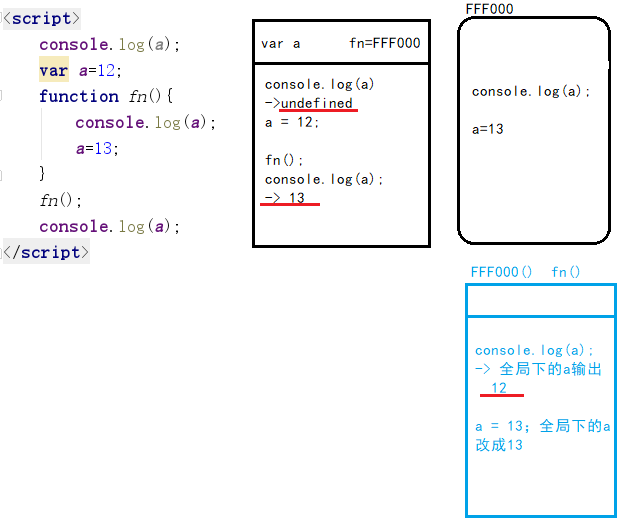 <script>
console.log(a);
var a=12;
function fn(){
console.log(a);
a=13;
}
fn();
console.log(a);
</script>
var a fn=FFF000
console.log(a)
->undefined
a = 12;
fn();
console.log(a);
-> 13
FFF000
console.log(a);
a=13
FFF000() fn()
console.log(a);
-> 全局下的a输出
12
a = 13; 全局下的a
改成13